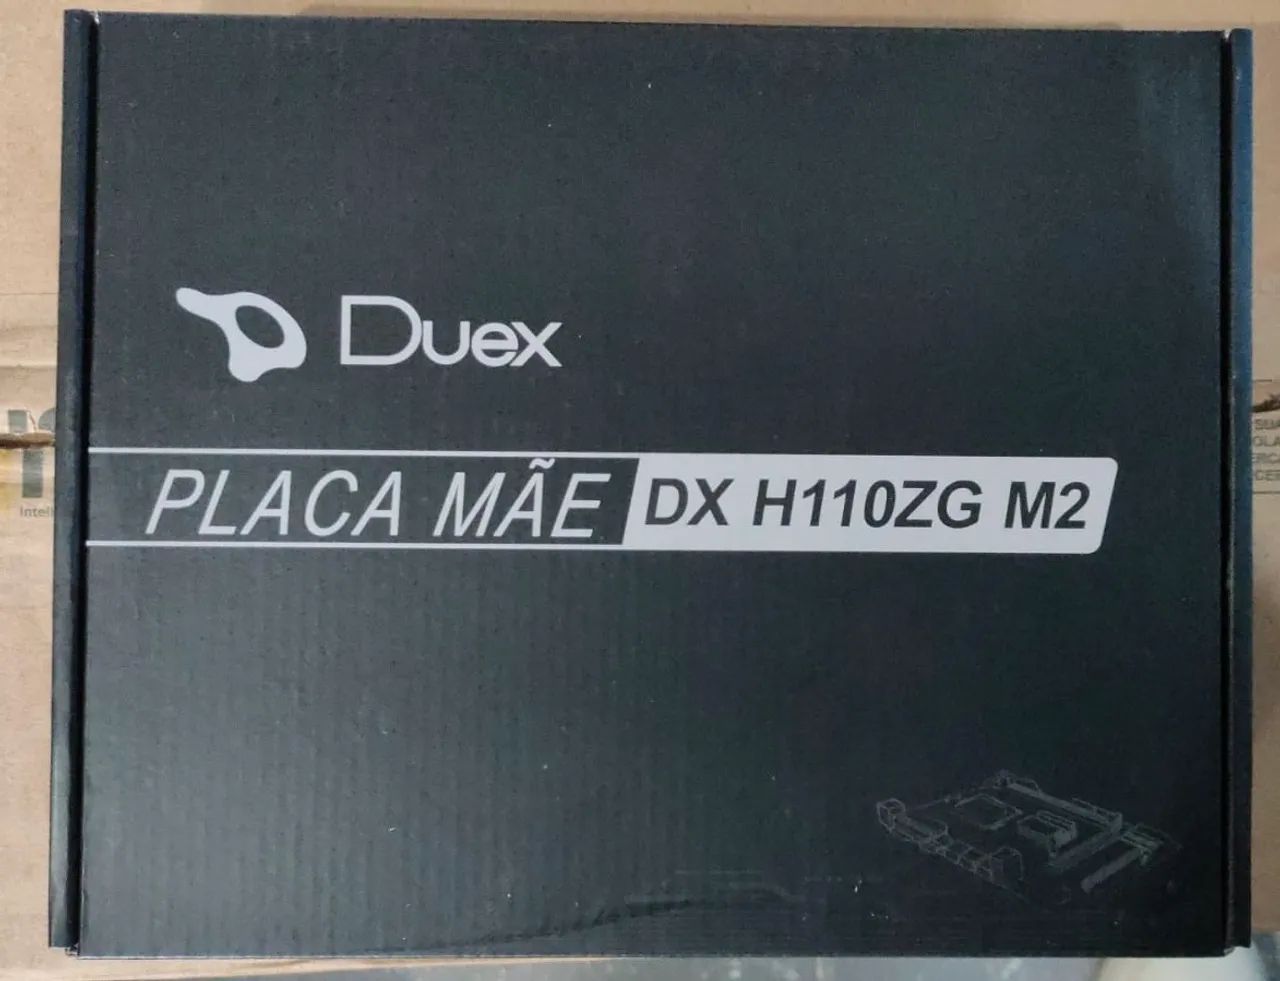 Duex
PLACA MÃE DX H110ZG M2